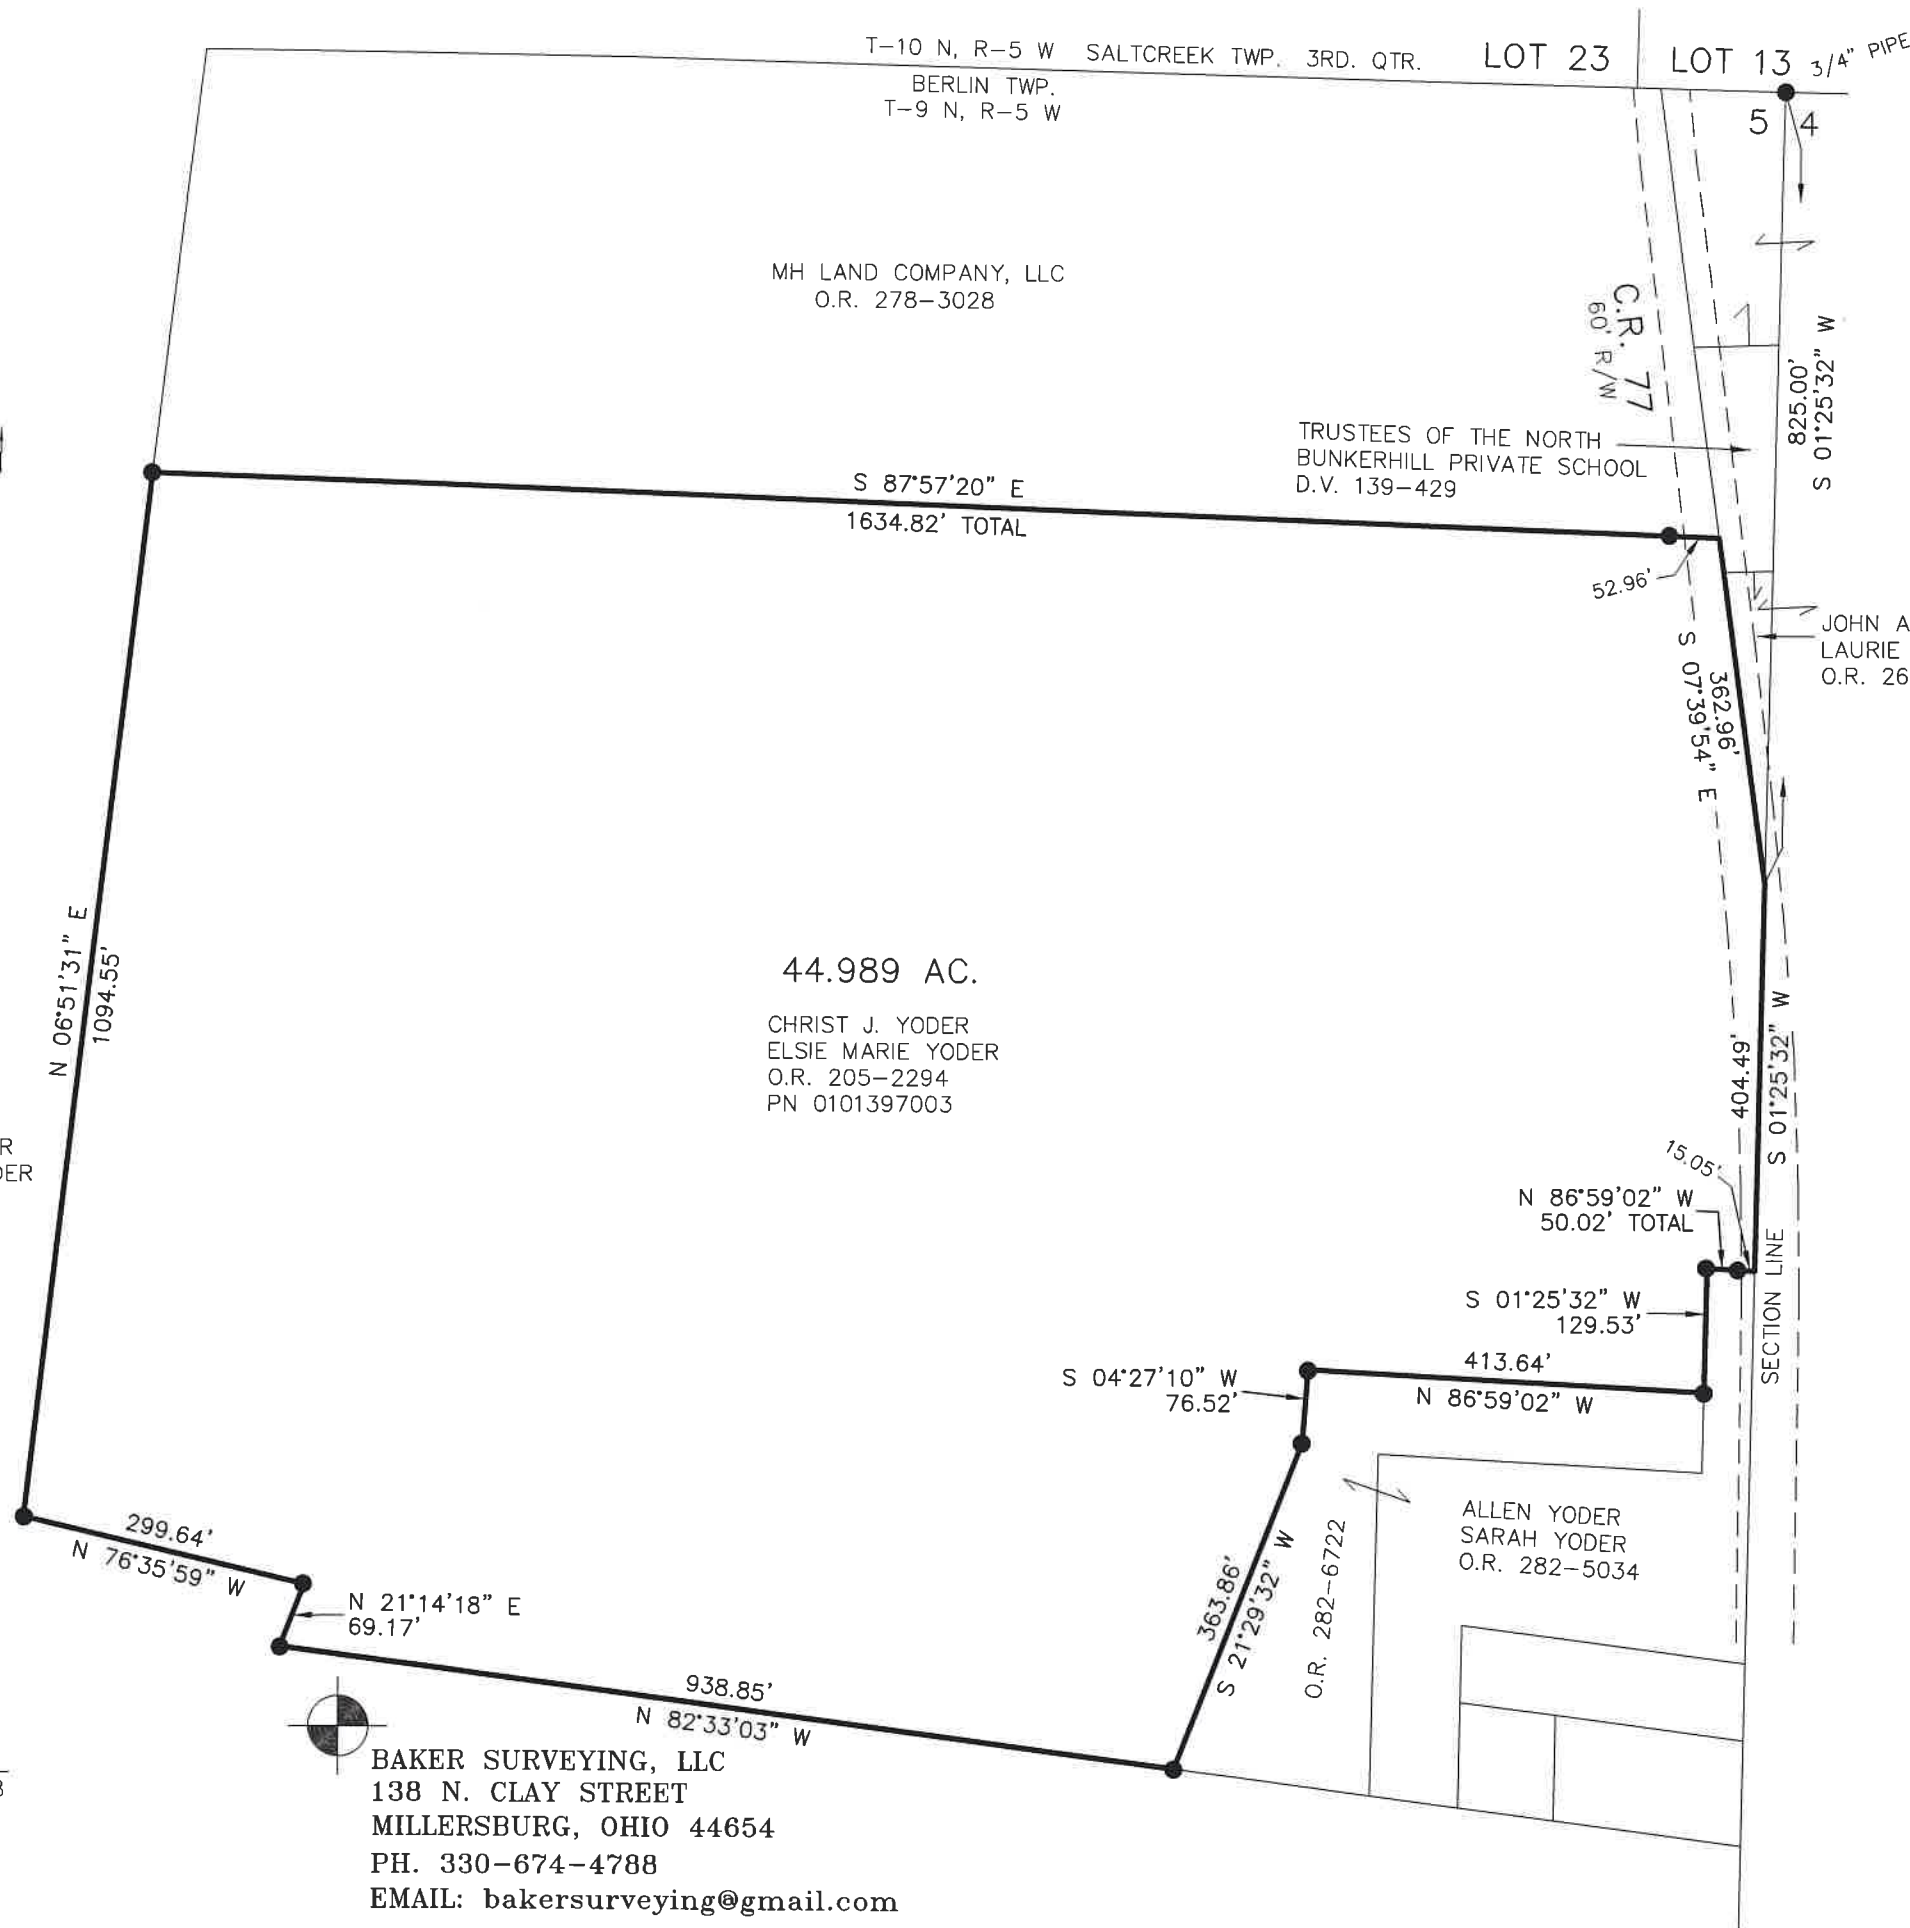 T-10 N, R-5 W SALTCREEK TWP. 3RD. QTR. LOT 23 LOT 13 3/4" PIPE
BERLIN TWP.
T-9 N, R-5 W
5 4
MH LAND COMPANY, LLC
O.R. 278-3028
C.R. 77
60' R/W
825.00'
S 01°25'32" W
TRUSTEES OF THE NORTH
BUNKERHILL PRIVATE SCHOOL
D.V. 139-429
S 87°57'20" E
1634.82' TOTAL
52.96'
JOHN A
LAURIE
O.R. 26
362.96'
S 07°39'54" E
N 06°51'31" E
1094.55'
44.989 AC.
CHRIST J. YODER
ELSIE MARIE YODER
O.R. 205-2294
PN 0101397003
404.49'
S 01°25'32" W
R
DER
15.05'
N 86°59'02" W
50.02' TOTAL
SECTION LINE
S 01°25'32" W
129.53'
413.64'
N 86°59'02" W
S 04°27'10" W
76.52'
299.64'
N 76°35'59" W
N 21°14'18" E
69.17'
363.86'
S 21°29'32" W
O.R. 282-6722
ALLEN YODER
SARAH YODER
O.R. 282-5034
938.85'
N 82°33'03" W
BAKER SURVEYING, LLC
138 N. CLAY STREET
MILLERSBURG, OHIO 44654
PH. 330-674-4788
EMAIL: bakersurveying@gmail.com